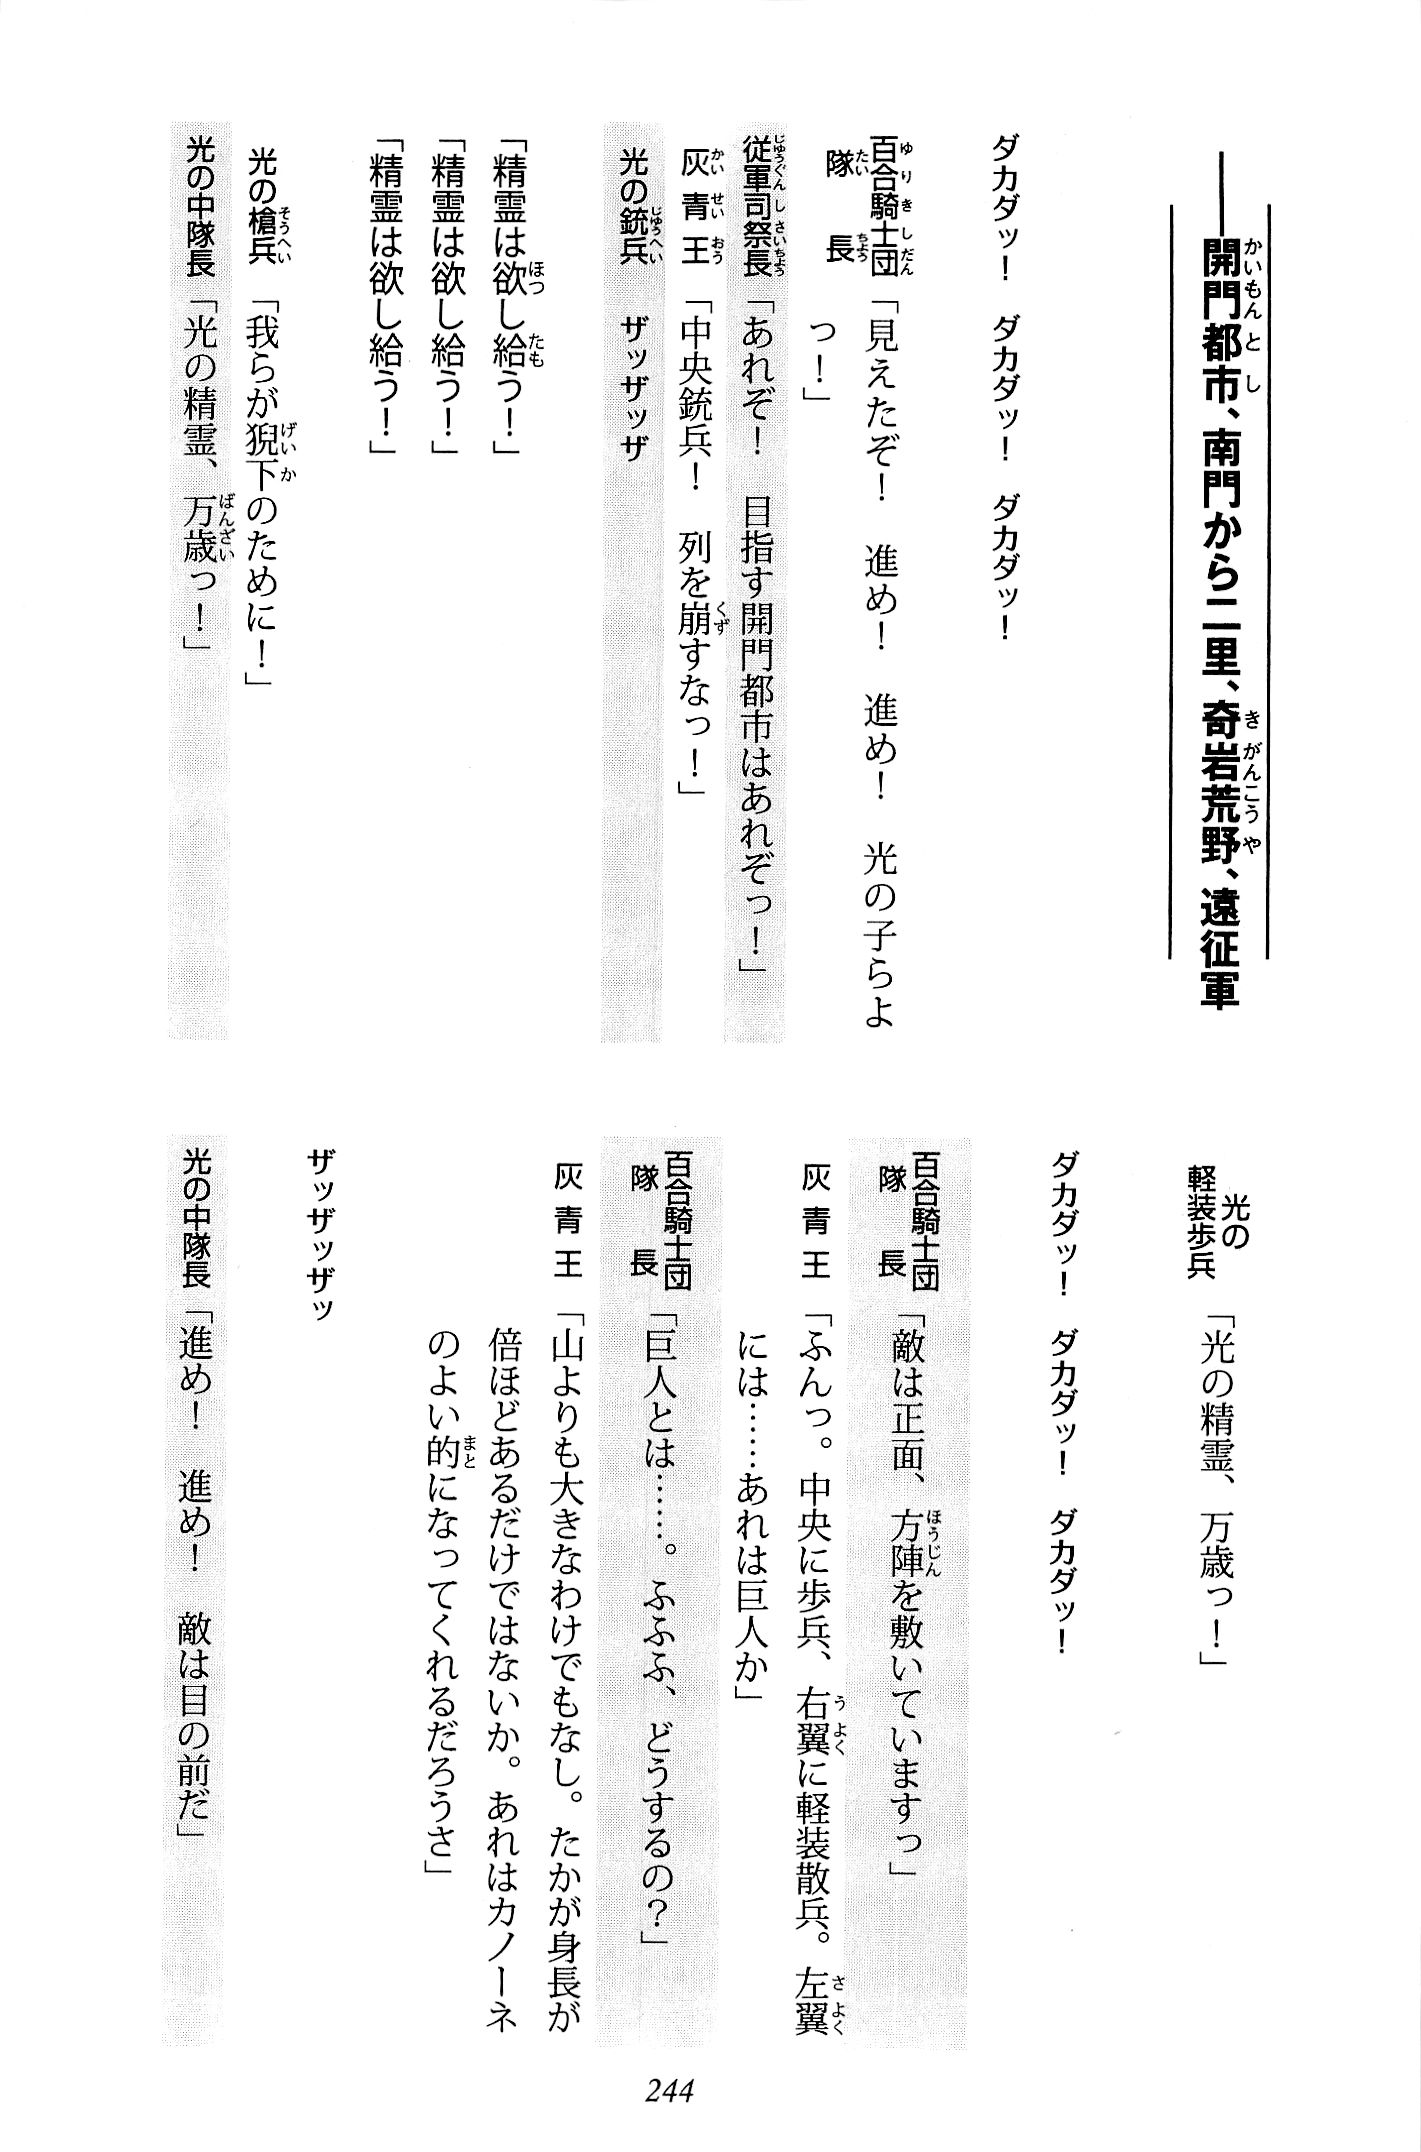 ――開門都市、南門から二里、奇岩荒野、遠征軍
ダカダッ！　ダカダッ！　ダカダッ！
百合騎士団隊長「見えたぞ！　進め！　進め！　光の子らよ
っ！」
従軍司祭長「あれぞ！　目指す開門都市はあれぞっ！」
灰青王「中央銃兵！　列を崩すなっ！」
光の銃兵　ザッザッザ
「精霊は欲し給う！」
「精霊は欲し給う！」
「精霊は欲し給う！」
光の槍兵「我らが猊下のために！」
光の中隊長「光の精霊、万歳っ！」
光の軽装歩兵「光の精霊、万歳っ！」
ダカダッ！　ダカダッ！　ダカダッ！
百合騎士団隊長「敵は正面、方陣を敷いていますっ」
灰青王「ふんっ。中央に歩兵、右翼に軽装散兵。左翼
には……あれは巨人か」
百合騎士団隊長「巨人とは……。ふふふ、どうするの？」
灰青王「山よりも大きなわけでもなし。たかが身長が
倍ほどあるだけではないか。あれはカノーネ
のよい的になってくれるだろうさ」
ザッザッザッ
光の中隊長「進め！　進め！　敵は目の前だ」
244